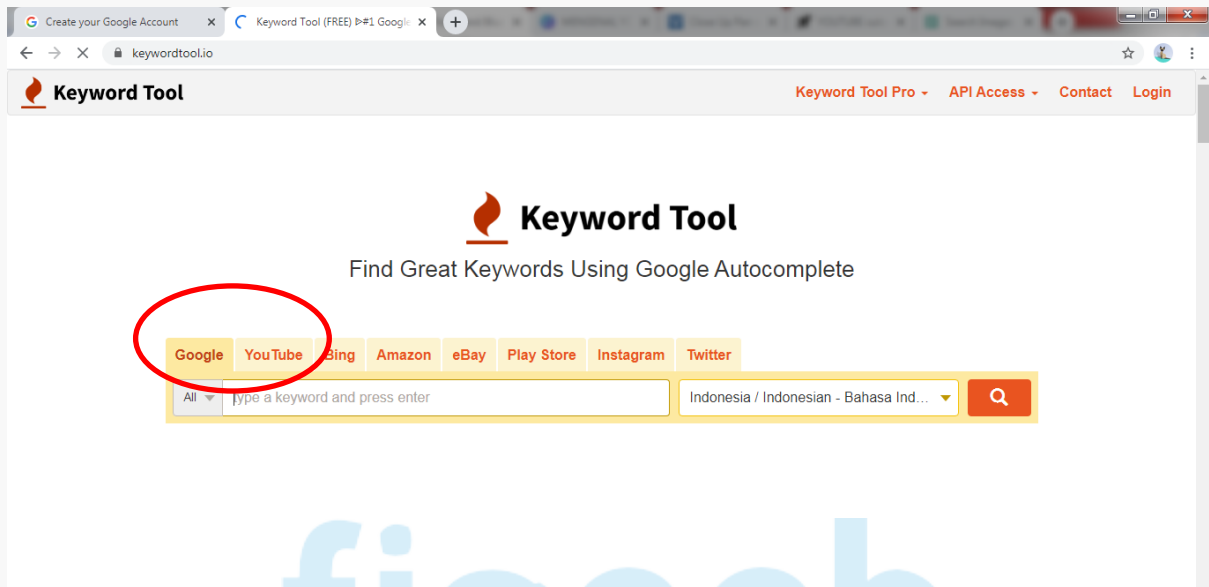 Create your Google Account
Keyword Tool (FREE) ᐈ#1 Google
keywordtool.io
Keyword Tool
Keyword Tool Pro
API Access
Contact
Login
Keyword Tool
Find Great Keywords Using Google Autocomplete
Google YouTube Bing Amazon eBay Play Store Instagram Twitter
All
Type a keyword and press enter
Indonesia / Indonesian - Bahasa Ind...